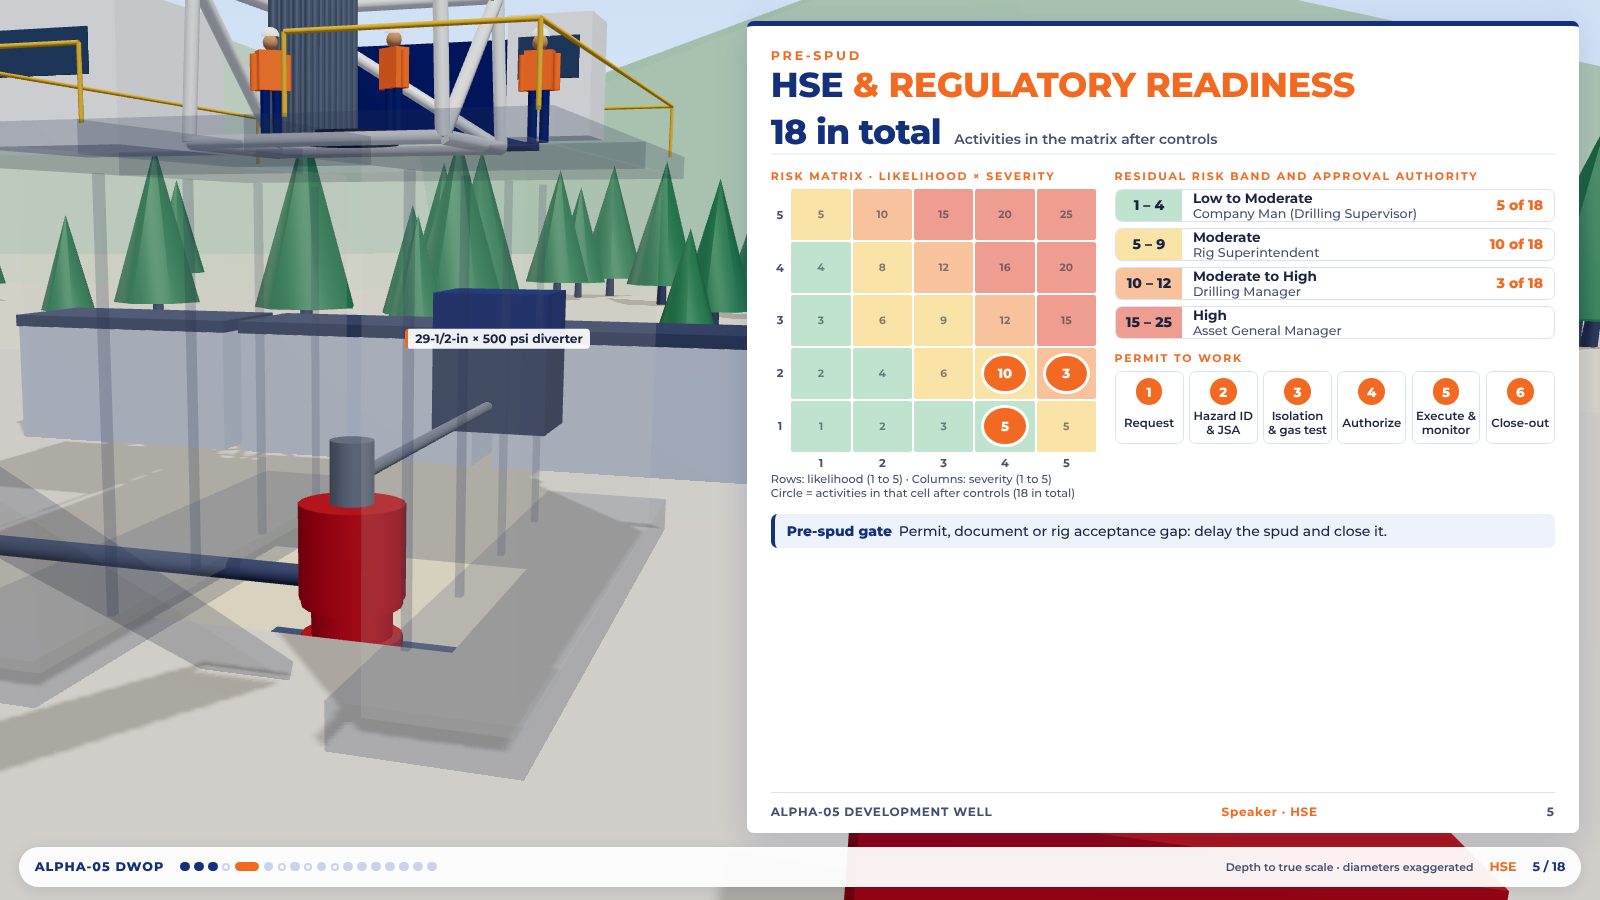 PRE-SPUD
HSE & REGULATORY READINESS
18 in total Activities in the matrix after controls
RISK MATRIX · LIKELIHOOD × SEVERITY
5 5 10 15 20 25
4 4 8 12 16 20
3 3 6 9 12 15
2 2 4 6 10 3
1 1 2 3 5 5
1 2 3 4 5
Rows: likelihood (1 to 5) · Columns: severity (1 to 5)
Circle = activities in that cell after controls (18 in total)
RESIDUAL RISK BAND AND APPROVAL AUTHORITY
1 – 4 Low to Moderate 5 of 18
Company Man (Drilling Supervisor)
5 – 9 Moderate 10 of 18
Rig Superintendent
10 – 12 Moderate to High 3 of 18
Drilling Manager
15 – 25 High
Asset General Manager
PERMIT TO WORK
1 2 3 4 5 6
Request
Hazard ID
& JSA
Isolation
& gas test
Authorize
Execute &
monitor
Close-out
Pre-spud gate Permit, document or rig acceptance gap: delay the spud and close it.
29-1/2-in × 500 psi diverter
ALPHA-05 DEVELOPMENT WELL Speaker · HSE 5
ALPHA-05 DWOP Depth to true scale · diameters exaggerated HSE 5 / 18